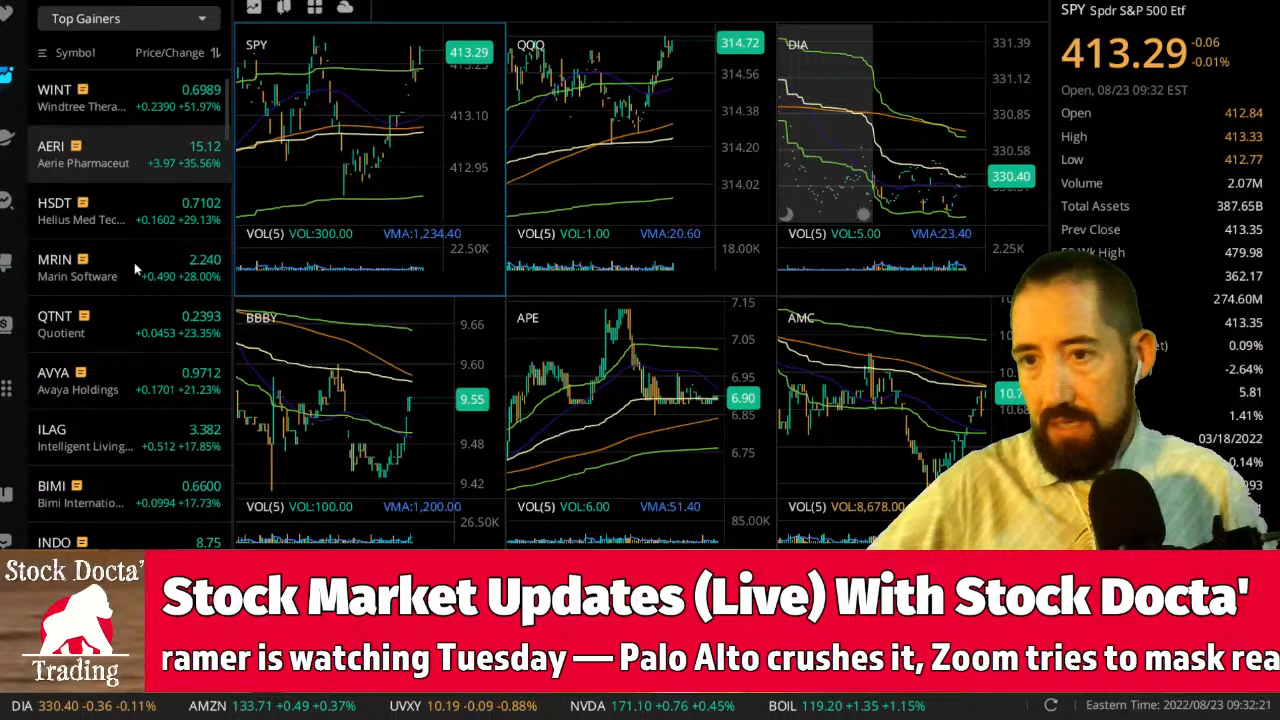 Top Gainers
Symbol Price/Change
WINT 0.6989
Windtree Thera... +0.2390 +51.97%
AERI 15.12
Aerie Pharmaceut +3.97 +35.56%
HSDT 0.7102
Helius Med Tec... +0.1602 +29.13%
MRIN 2.240
Marin Software +0.490 +28.00%
QTNT 0.2393
Quotient +0.0453 +23.35%
AVYA 0.9712
Avaya Holdings +0.1701 +21.23%
ILAG 3.382
Intelligent Living... +0.512 +17.85%
BIMI 0.6600
Bimi Internatio... +0.0994 +17.73%
INDO 8.75
SPY
413.29
413.10
412.95
VOL(5) VOL:300.00 VMA:1,234.40
22.50K
QQQ
314.72
314.56
314.38
314.20
314.02
VOL(5) VOL:1.00 VMA:20.60
18.00K
DIA
331.39
331.12
330.85
330.58
330.40
VOL(5) VOL:5.00 VMA:23.40
2.25K
BBBY
9.66
9.60
9.55
9.48
9.42
VOL(5) VOL:100.00 VMA:1,200.00
26.50K
APE
7.15
7.05
6.95
6.90
6.85
6.75
VOL(5) VOL:6.00 VMA:51.40
85.00K
AMC
VOL(5) VOL:8,678.00
SPY Spdr S&P 500 Etf
413.29 -0.06
-0.01%
Open, 08/23 09:32 EST
Open 412.84
High 413.33
Low 412.77
Volume 2.07M
Total Assets 387.65B
Prev Close 413.35
High 479.98
362.17
274.60M
413.35
0.09%
-2.64%
5.81
1.41%
03/18/2022
0.14%
Stock Docta'
Trading
Stock Market Updates (Live) With Stock Docta'
ramer is watching Tuesday — Palo Alto crushes it, Zoom tries to mask rea
DIA 330.40 -0.36 -0.11% AMZN 133.71 +0.49 +0.37% UVXY 10.19 -0.09 -0.88% NVDA 171.10 +0.76 +0.45% BOIL 119.20 +1.35 +1.15% Eastern Time: 2022/08/23 09:32:21